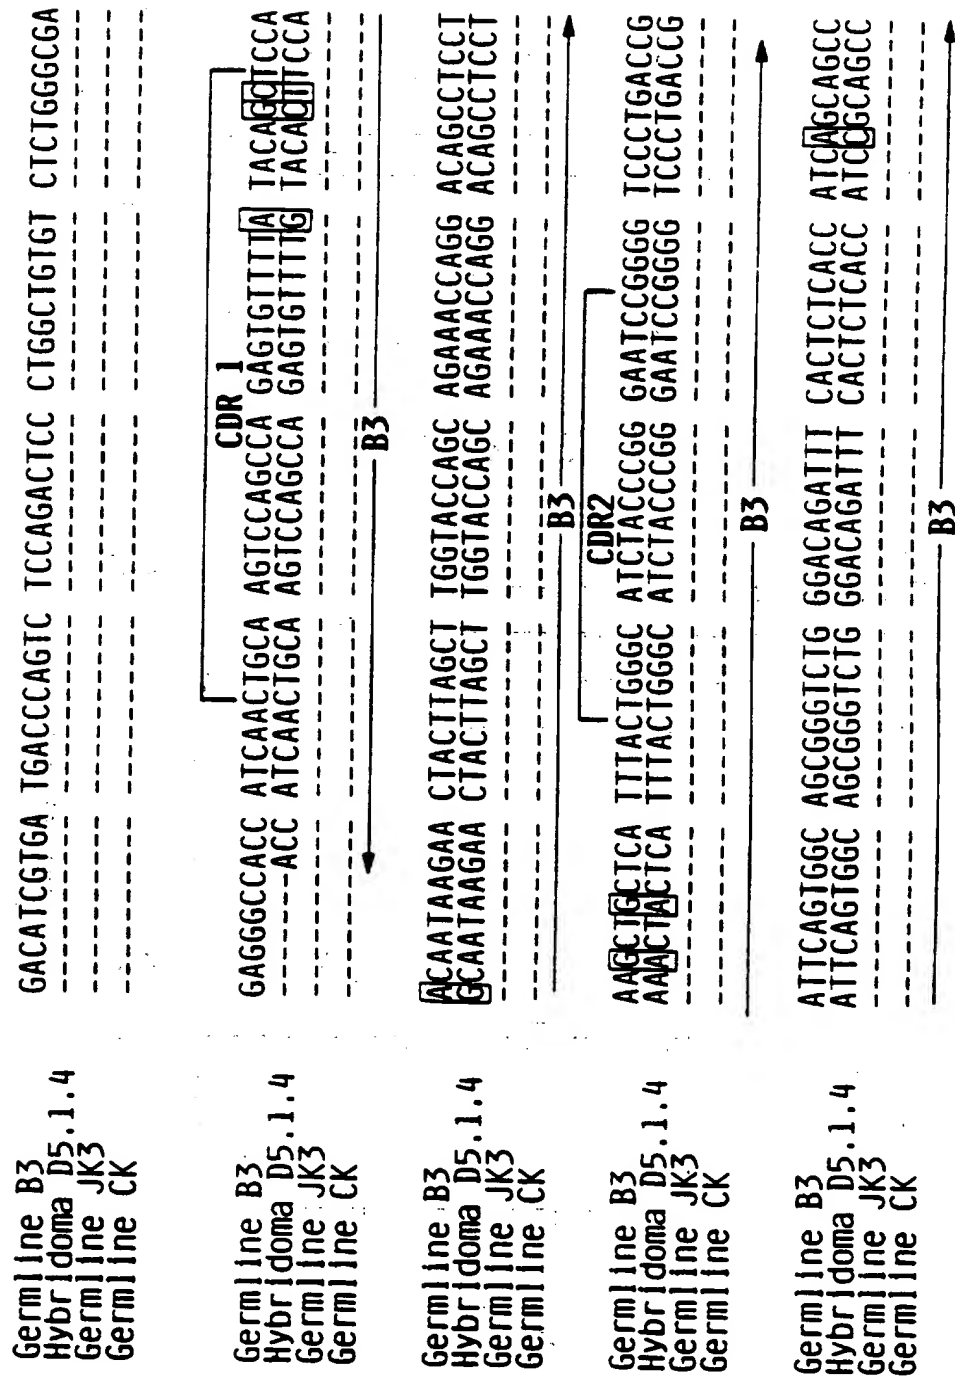 Germline B3 GACATCGTGA TGACCCAGTC TCCAGACTCC CTGGCTGTGT CTCTGGGCGA
Hybridoma D5.1.4 ---------- ---------- ---------- ---------- ----------
Germline JK3 ---------- ---------- ---------- ---------- ----------
Germline CK ---------- ---------- ---------- ---------- ----------
CDR 1
Germline B3 GAGGGCCACC ATCAACTGCA AGTCCAGCCA GAGTGTTTTA TACAGCTCCA
Hybridoma D5.1.4 -------ACC ATCAACTGCA AGTCCAGCCA GAGTGTTTTG TACACTTCCA
Germline JK3 ---------- ---------- ---------- ---------- ----------
Germline CK ---------- ---------- ---------- ---------- ----------
B3
Germline B3 ACAATAAGAA CTACTTAGCT TGGTACCAGC AGAAACCAGG ACAGCCTCCT
Hybridoma D5.1.4 GCAATAAGAA CTACTTAGCT TGGTACCAGC AGAAACCAGG ACAGCCTCCT
Germline JK3 ---------- ---------- ---------- ---------- ----------
Germline CK ---------- ---------- ---------- ---------- ----------
B3
CDR2
Germline B3 AAGCTGCTCA TTTACTGGGC ATCTACCCGG GAATCCGGGG TCCCTGACCG
Hybridoma D5.1.4 AAACTACTCA TTTACTGGGC ATCTACCCGG GAATCCGGGG TCCCTGACCG
Germline JK3 ---------- ---------- ---------- ---------- ----------
Germline CK ---------- ---------- ---------- ---------- ----------
B3
Germline B3 ATTCAGTGGC AGCGGGTCTG GGACAGATTT CACTCTCACC ATCAGCAGCC
Hybridoma D5.1.4 ATTCAGTGGC AGCGGGTCTG GGACAGATTT CACTCTCACC ATCCGCAGCC
Germline JK3 ---------- ---------- ---------- ---------- ----------
Germline CK ---------- ---------- ---------- ---------- ----------
B3